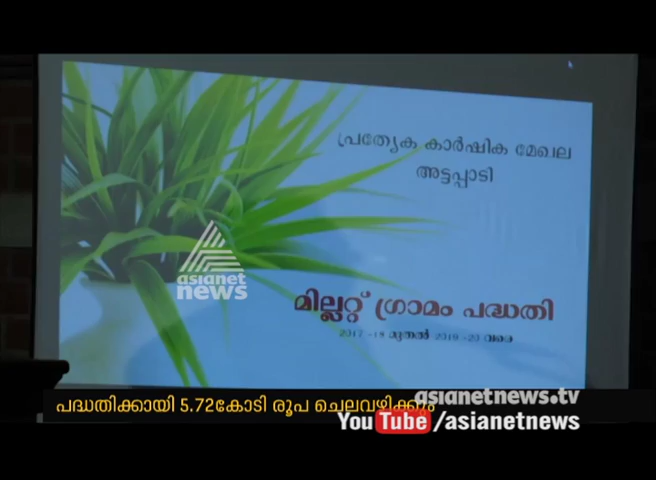 പ്രത്യേക കാർഷിക മേഖല
അട്ടപ്പാടി
asianet
news
മില്ലറ്റ് ഗ്രാമം പദ്ധതി
2017 -18 മുതൽ 2019 -20 വരെ
പദ്ധതിക്കായി 5.72കോടി രൂപ ചെലവഴിക്കും
asianetnews.tv
YouTube /asianetnews